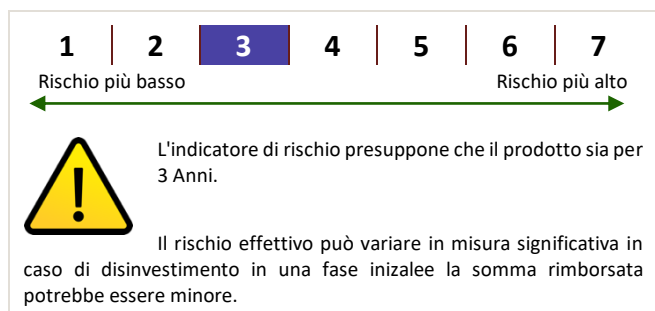 1 2 3 4 5 6 7
Rischio più basso Rischio più alto
L'indicatore di rischio presuppone che il prodotto sia per
3 Anni.
Il rischio effettivo può variare in misura significativa in
caso di disinvestimento in una fase inizalee la somma rimborsata
potrebbe essere minore.